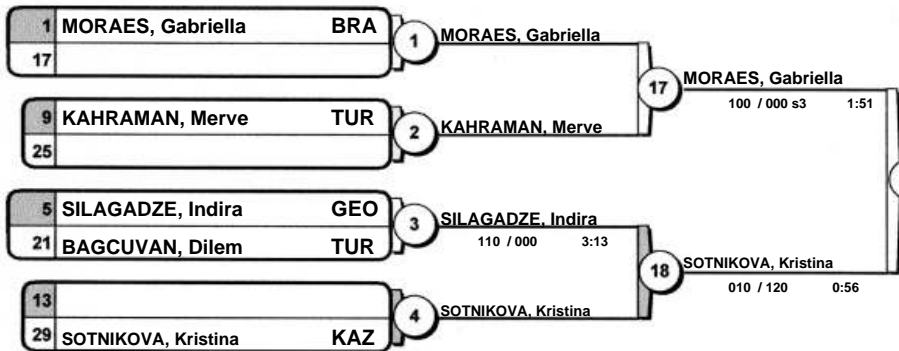 1 MORAES, Gabriella BRA
17
1 MORAES, Gabriella
9 KAHRAMAN, Merve TUR
25
2 KAHRAMAN, Merve
17 MORAES, Gabriella
100 / 000 s3 1:51
5 SILAGADZE, Indira GEO
21 BAGCUVAN, Dilem TUR
3 SILAGADZE, Indira
110 / 000 3:13
13
29 SOTNIKOVA, Kristina KAZ
4 SOTNIKOVA, Kristina
18 SOTNIKOVA, Kristina
010 / 120 0:56